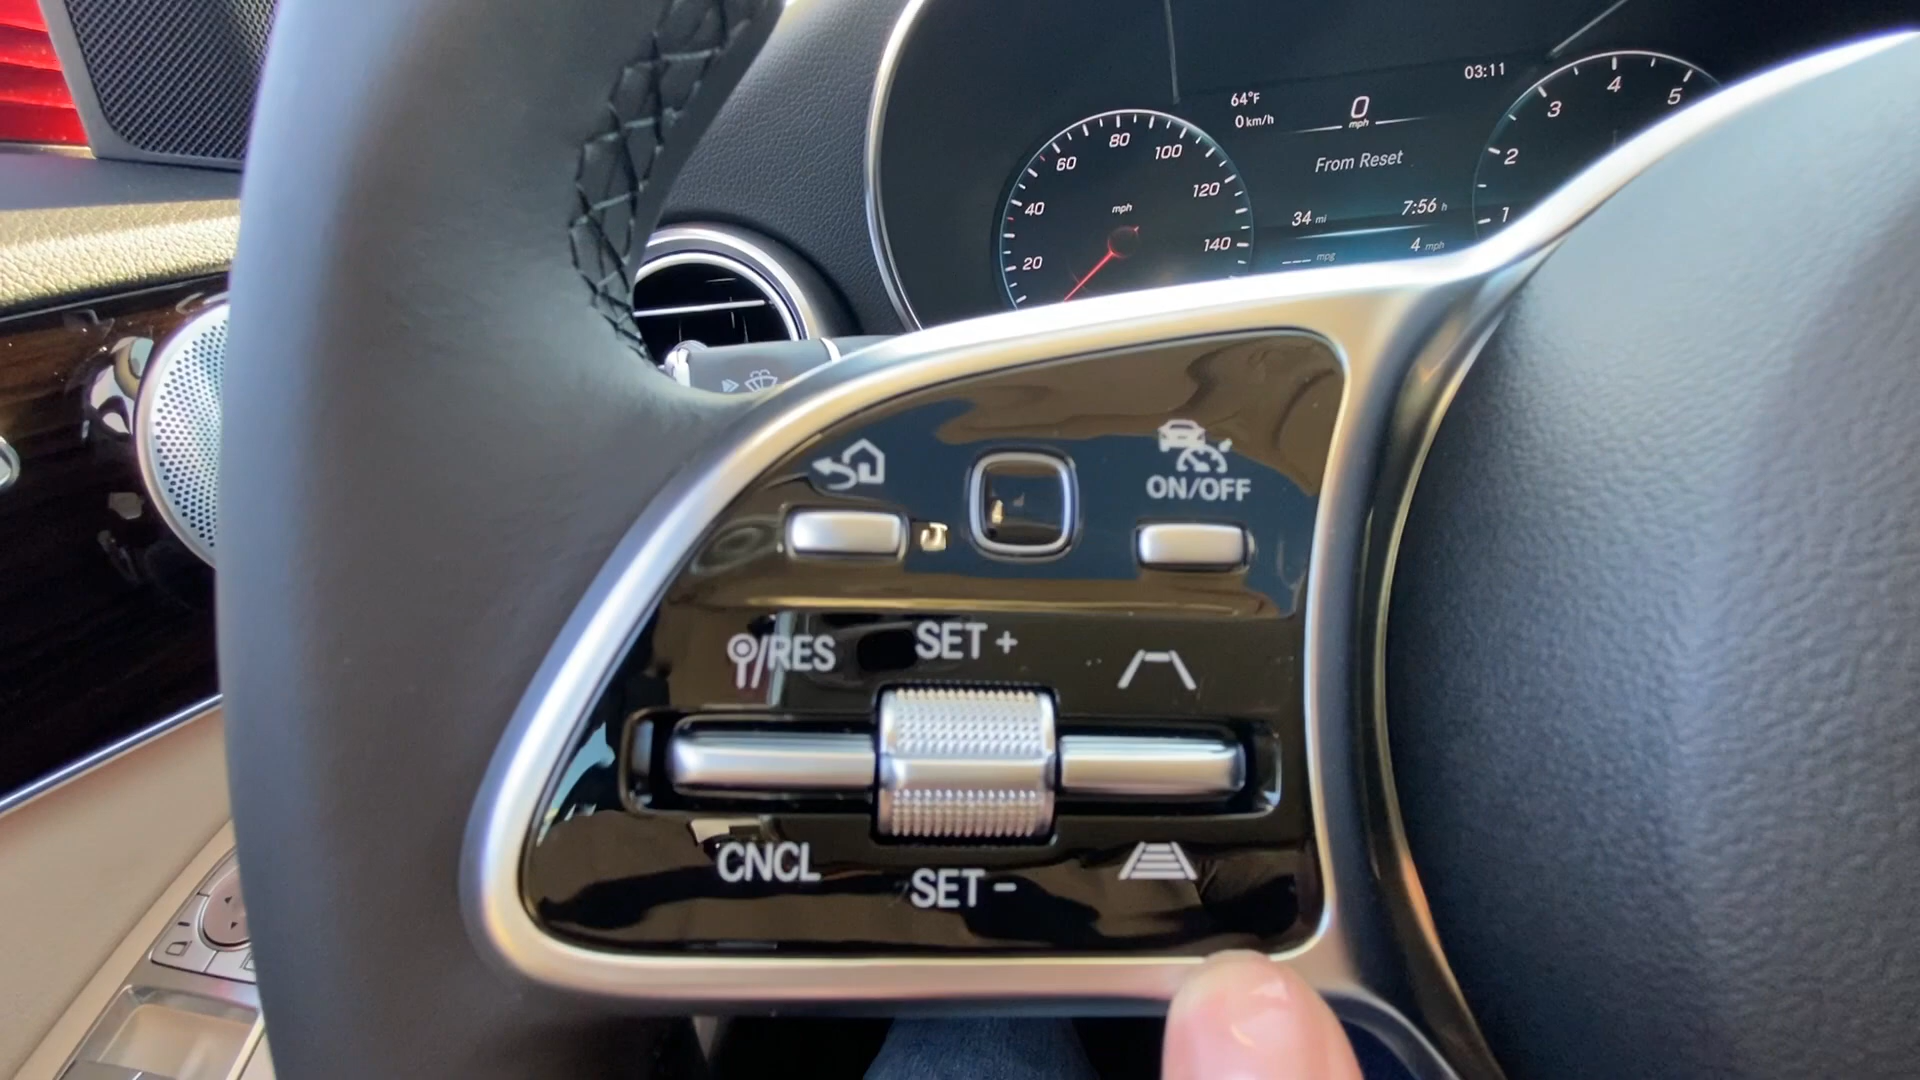 03:11
64°F
0 km/h
0
mph
From Reset
34 mi
7:56 h
--- mpg
4 mph
20
40
60
80
100
120
140
mph
1
2
3
4
5
ON/OFF
/RES
SET +
CNCL
SET -